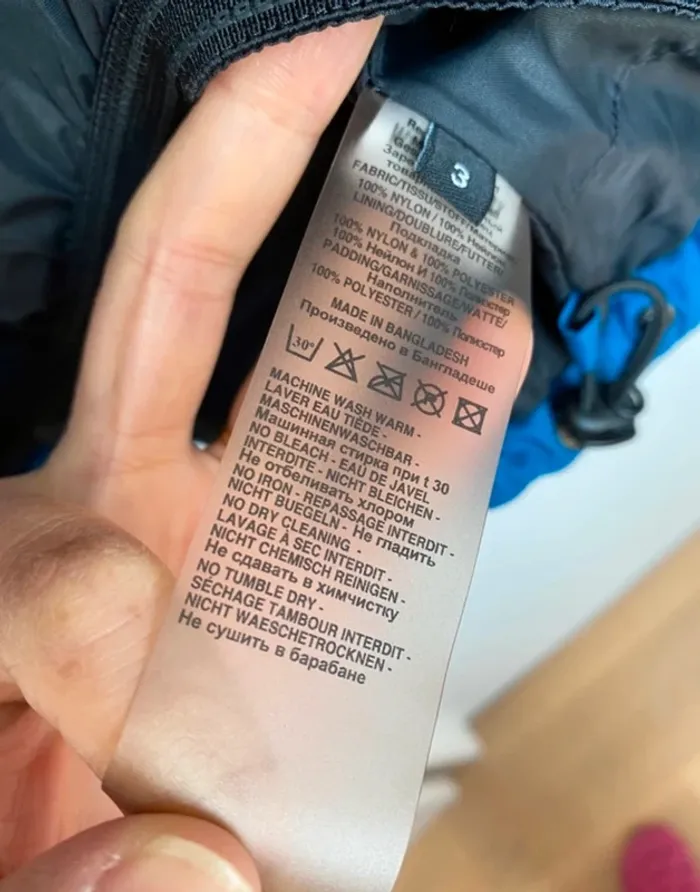 3
FABRIC/TISSU/STOFF/
100% NYLON / 100% Нейлон
LINING/DOUBLURE/FUTTER/
Подкладка
100% NYLON & 100% POLYESTER
100% Нейлон И 100% Полиэстер
PADDING/GARNISSAGE/WATTE/
Наполнитель
100% POLYESTER / 100% Полиэстер
MADE IN BANGLADESH
Произведено в Бангладеше
30°
MACHINE WASH WARM -
LAVER EAU TIÈDE -
MASCHINENWASCHBAR -
Машинная стирка при t 30
NO BLEACH - EAU DE JAVEL
INTERDITE - NICHT BLEICHEN -
Не отбеливать хлором
NO IRON - REPASSAGE INTERDIT -
NICHT BUEGELN - Не гладить
NO DRY CLEANING -
LAVAGE À SEC INTERDIT -
NICHT CHEMISCH REINIGEN -
Не сдавать в химчистку
NO TUMBLE DRY -
SÉCHAGE TAMBOUR INTERDIT -
NICHT WAESCHETROCKNEN -
Не сушить в барабане